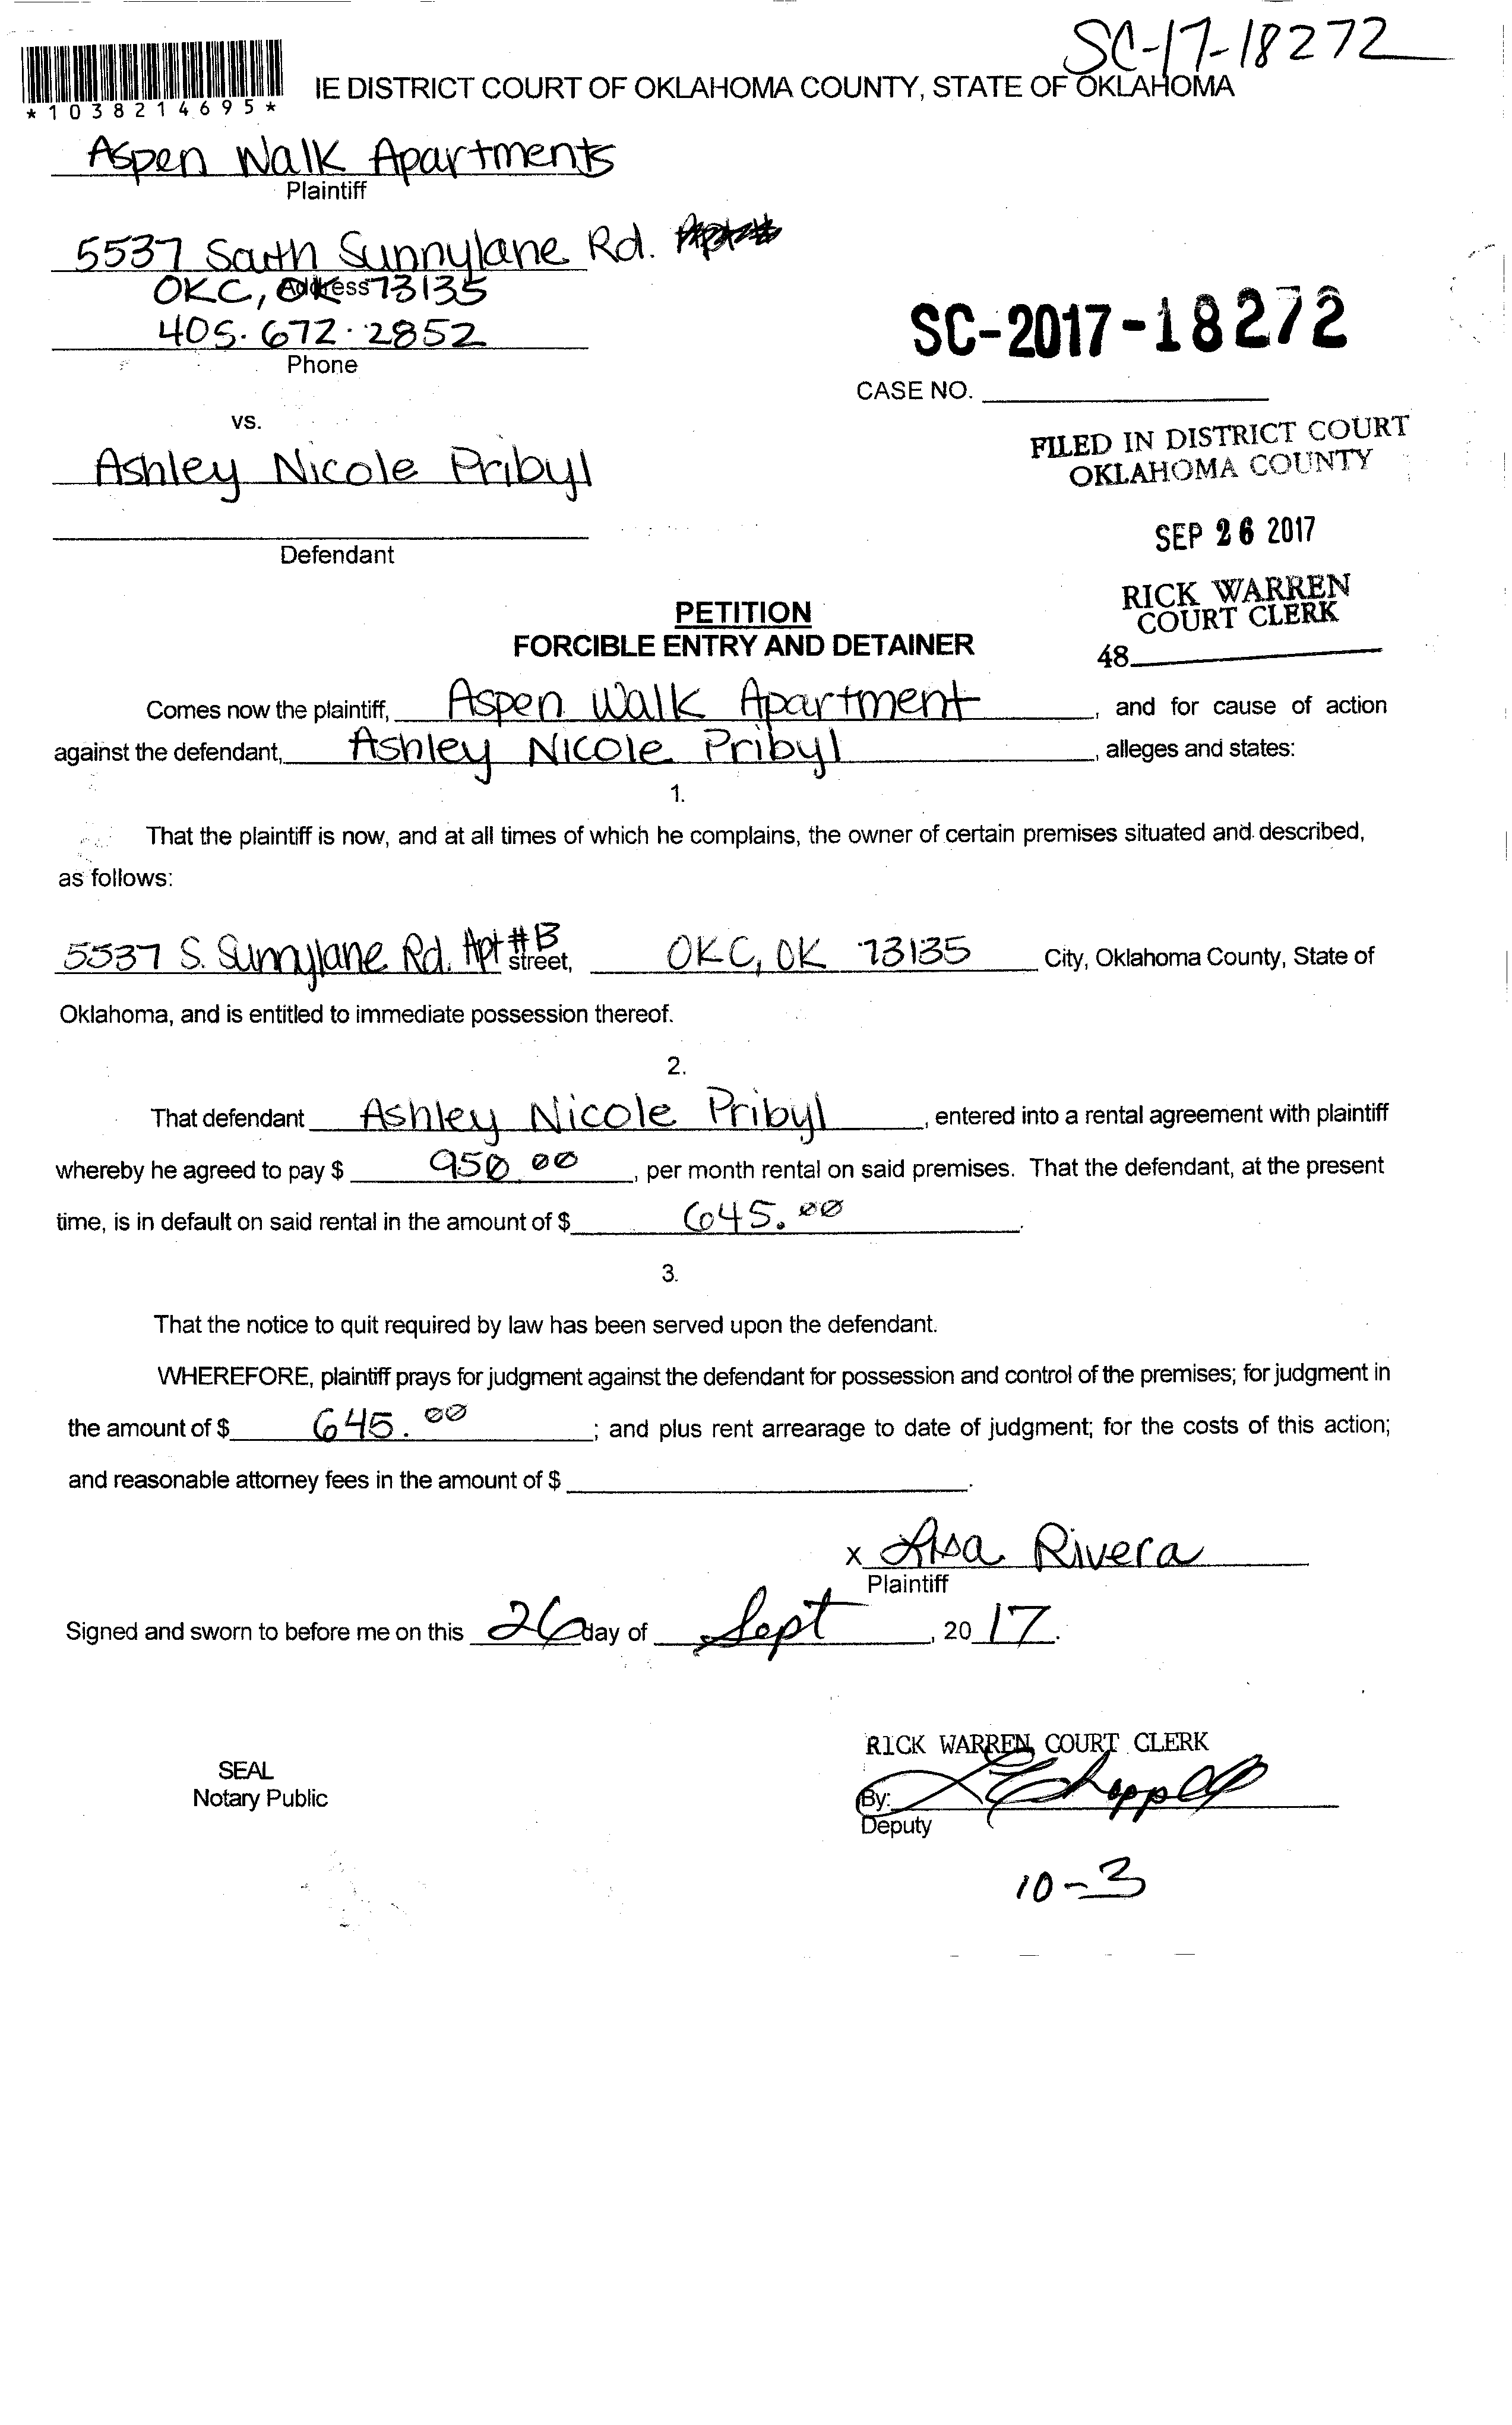 SC-17-18272
*1038214695*
IE DISTRICT COURT OF OKLAHOMA COUNTY, STATE OF OKLAHOMA
Aspen Walk Apartments
Plaintiff
5537 South Sunnylane Rd.
OKC, OK 73135
Address
405.672.2852
Phone
SC-2017-18272
CASE NO.
vs.
Ashley Nicole Pribyl
Defendant
FILED IN DISTRICT COURT
OKLAHOMA COUNTY
SEP 26 2017
RICK WARREN
COURT CLERK
48
PETITION
FORCIBLE ENTRY AND DETAINER
Comes now the plaintiff, Aspen Walk Apartment, and for cause of action
against the defendant, Ashley Nicole Pribyl, alleges and states:
1.
That the plaintiff is now, and at all times of which he complains, the owner of certain premises situated and described,
as follows:
5537 S. Sunnylane Rd. Apt # B street, OKC, OK 73135 City, Oklahoma County, State of
Oklahoma, and is entitled to immediate possession thereof.
2.
That defendant Ashley Nicole Pribyl, entered into a rental agreement with plaintiff
whereby he agreed to pay $ 950.00, per month rental on said premises. That the defendant, at the present
time, is in default on said rental in the amount of $ 645.00.
3.
That the notice to quit required by law has been served upon the defendant.
WHEREFORE, plaintiff prays for judgment against the defendant for possession and control of the premises; for judgment in
the amount of $ 645.00; and plus rent arrearage to date of judgment; for the costs of this action;
and reasonable attorney fees in the amount of $ .
x Lisa Rivera
Plaintiff
Signed and sworn to before me on this 26 day of Sept, 20 17.
SEAL
Notary Public
RICK WARREN COURT CLERK
By:
Deputy
10-3